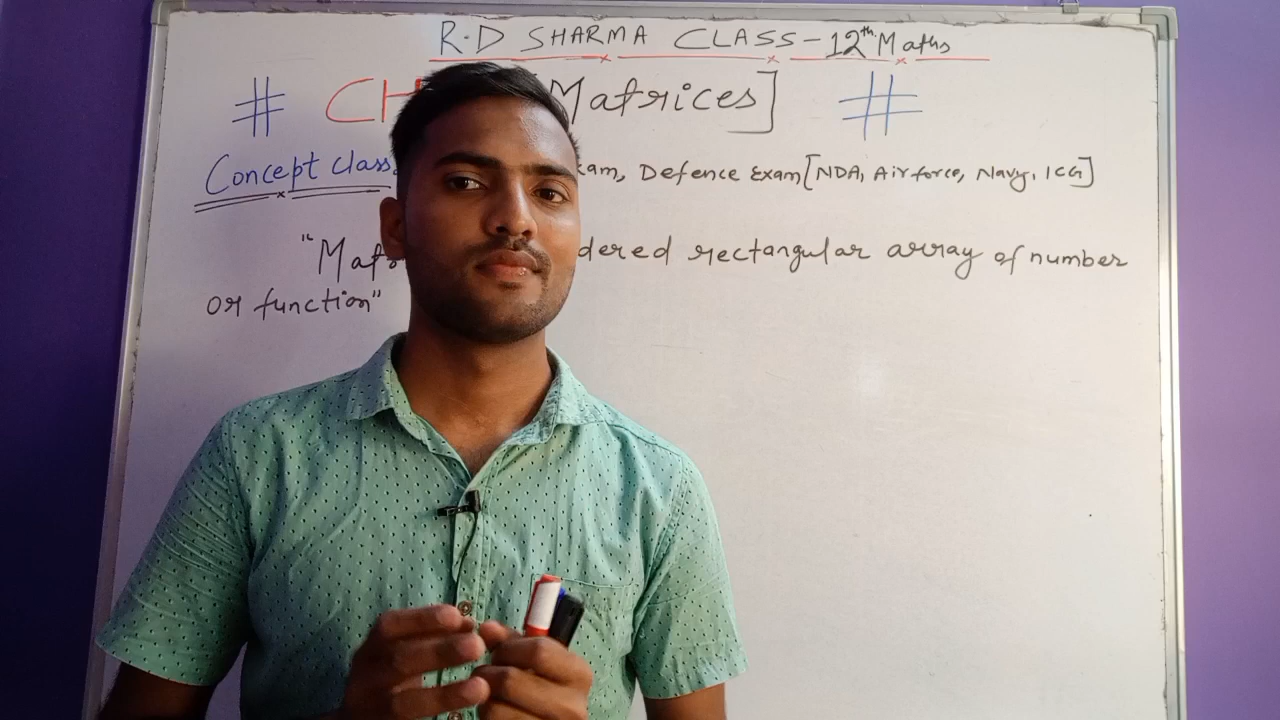 R.D SHARMA CLASS-12th Maths
# CH [Matrices] #
Concept class, Exam, Defence Exam [NDA, Airforce, Navy, ICG]
"Mat dered rectangular array of number
or function"